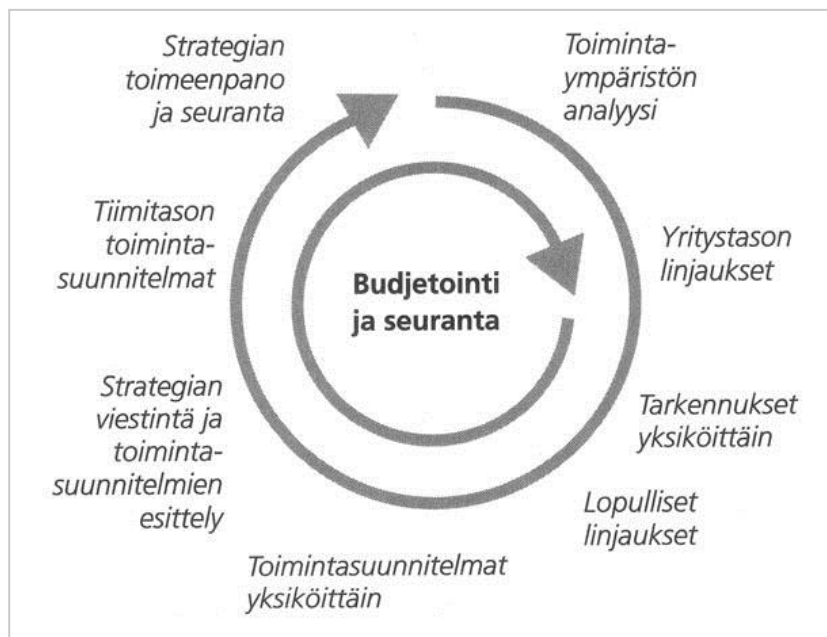 Strategian
toimeenpano
ja seuranta
Toiminta-
ympäristön
analyysi
Yritystason
linjaukset
Tarkennukset
yksiköittäin
Lopulliset
linjaukset
Toimintasuunnitelmat
yksiköittäin
Strategian
viestintä ja
toiminta-
suunnitelmien
esittely
Tiimitason
toiminta-
suunnitelmat
Budjetointi
ja seuranta